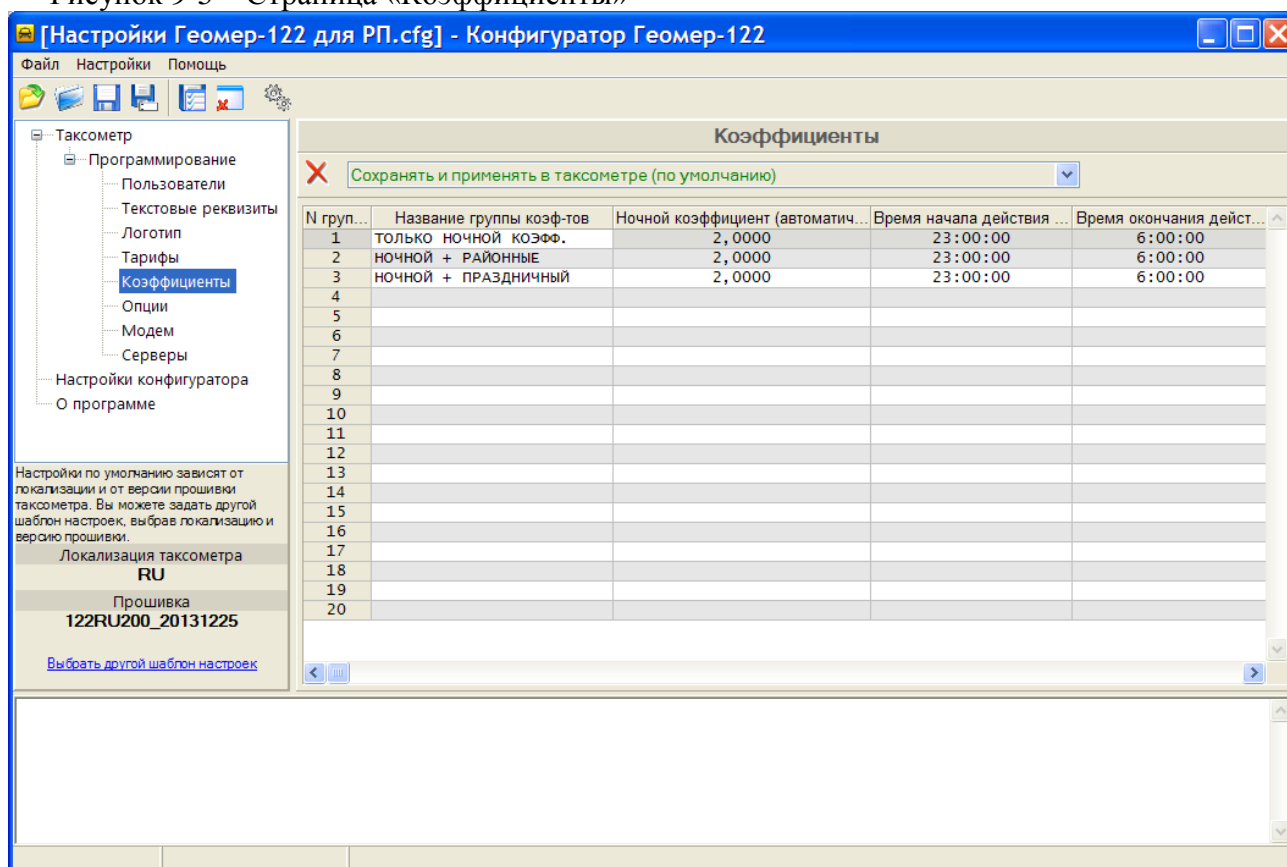 Рисунок 9-5 – Страница «Коэффициенты»
[Настройки Геомер-122 для РП.cfg] - Конфигуратор Геомер-122
Файл Настройки Помощь
Таксометр
Программирование
Пользователи
Текстовые реквизиты
Логотип
Тарифы
Коэффициенты
Опции
Модем
Серверы
Настройки конфигуратора
О программе
Настройки по умолчанию зависят от
локализации и от версии прошивки
таксометра. Вы можете задать другой
шаблон настроек, выбрав локализацию и
версию прошивки.
Локализация таксометра
RU
Прошивка
122RU200_20131225
Выбрать другой шаблон настроек
Коэффициенты
Сохранять и применять в таксометре (по умолчанию)
N груп... Название группы коэф-тов Ночной коэффициент (автоматич... Время начала действия ... Время окончания дейст...
1 ТОЛЬКО НОЧНОЙ КОЭФФ. 2,0000 23:00:00 6:00:00
2 НОЧНОЙ + РАЙОННЫЕ 2,0000 23:00:00 6:00:00
3 НОЧНОЙ + ПРАЗДНИЧНЫЙ 2,0000 23:00:00 6:00:00
4
5
6
7
8
9
10
11
12
13
14
15
16
17
18
19
20